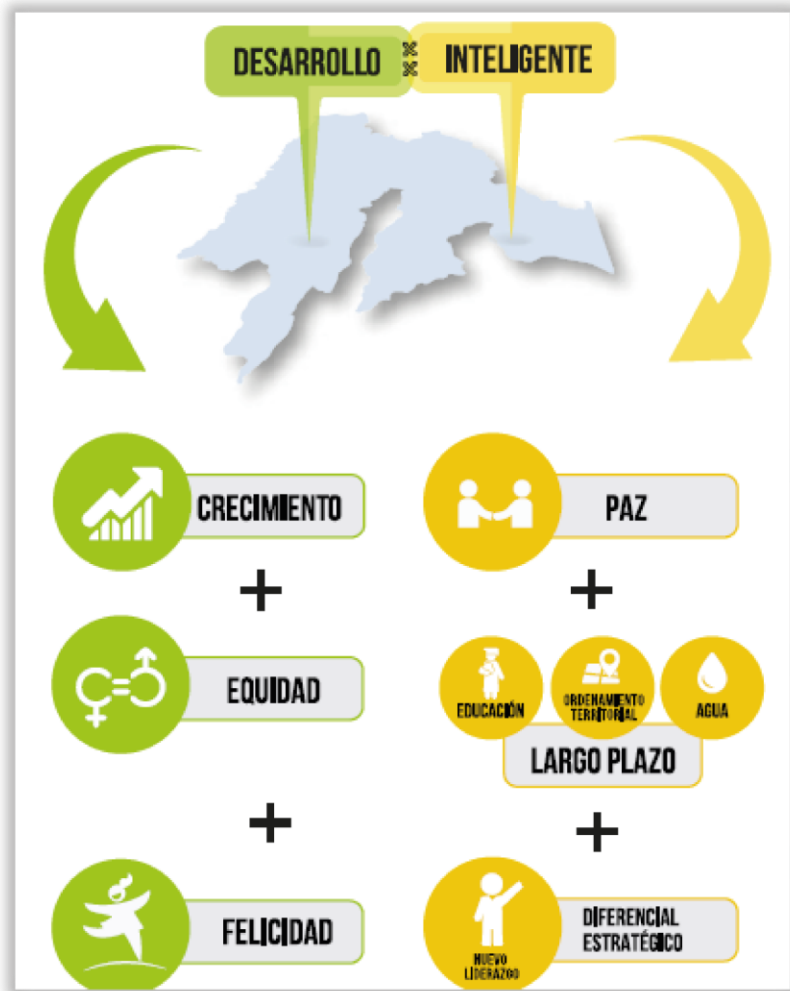 DESARROLLO
INTELIGENTE
CRECIMIENTO
PAZ
+
+
EQUIDAD
EDUCACIÓN
ORDENAMIENTO
TERRITORIAL
AGUA
LARGO PLAZO
+
+
FELICIDAD
NUEVO
LIDERAZGO
DIFERENCIAL
ESTRATÉGICO